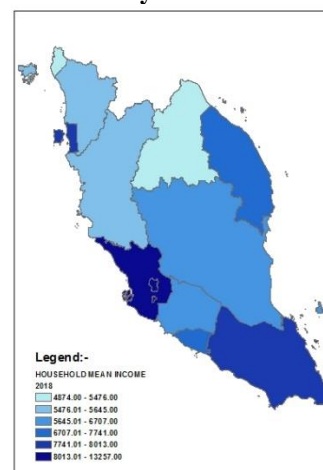 Legend:-
HOUSEHOLD MEAN INCOME
2018
4874.00 - 5476.00
5476.01 - 5645.00
5645.01 - 6707.00
6707.01 - 7741.00
7741.01 - 8013.00
8013.01 - 13257.00